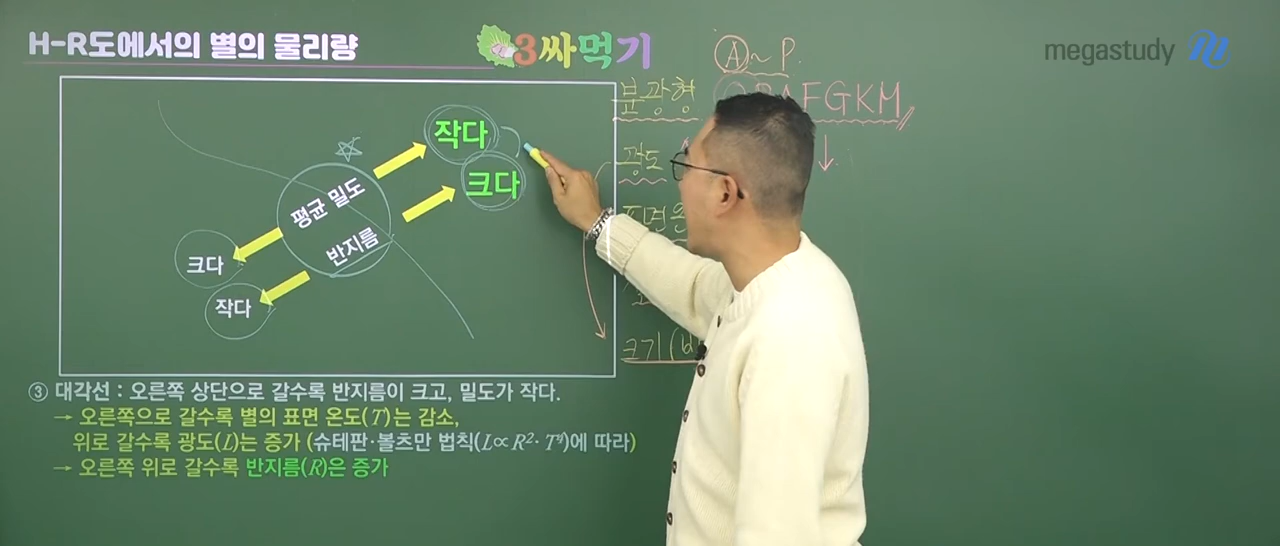 H-R도에서의 별의 물리량
3싸먹기
megastudy
A~P.
분광형
FGKM
광도
작다
크다
평균 밀도
반지름
크다
작다
크기(
③ 대각선 : 오른쪽 상단으로 갈수록 반지름이 크고, 밀도가 작다.
→ 오른쪽으로 갈수록 별의 표면 온도(T)는 감소,
위로 갈수록 광도(L)는 증가 (슈테판·볼츠만 법칙(L∝R²·T⁴)에 따라)
→ 오른쪽 위로 갈수록 반지름(R)은 증가